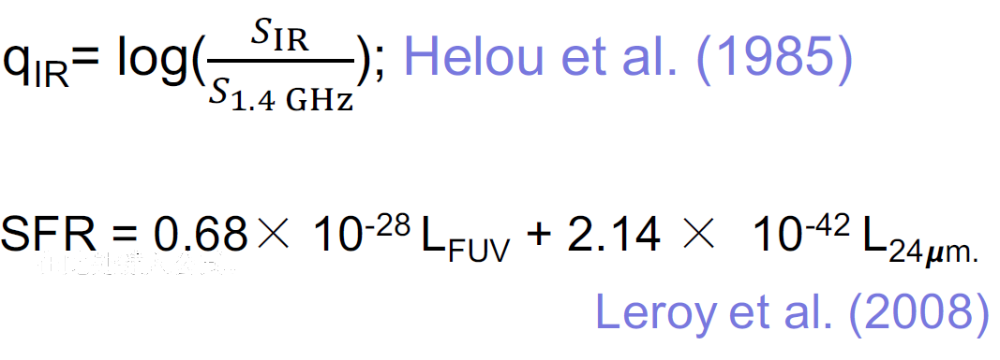 qIR= log(SIR/S1.4 GHz); Helou et al. (1985)
SFR = 0.68× 10-28 LFUV + 2.14 × 10-42 L24μm.
Leroy et al. (2008)